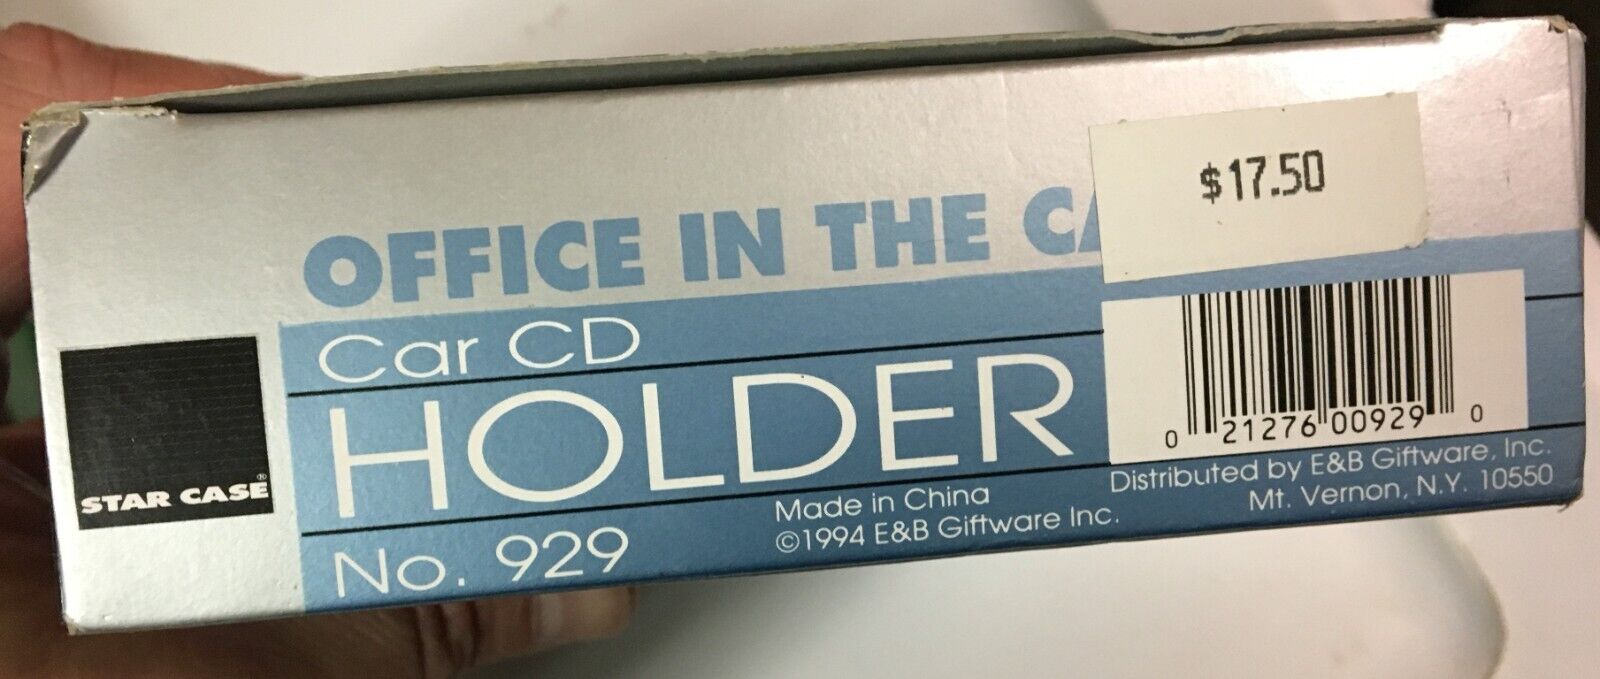 $17.50
OFFICE IN THE CA
Car CD
HOLDER
No. 929
STAR CASE®
Made in China
©1994 E&B Giftware Inc.
0 21276 00929 0
Distributed by E&B Giftware, Inc.
Mt. Vernon, N.Y. 10550